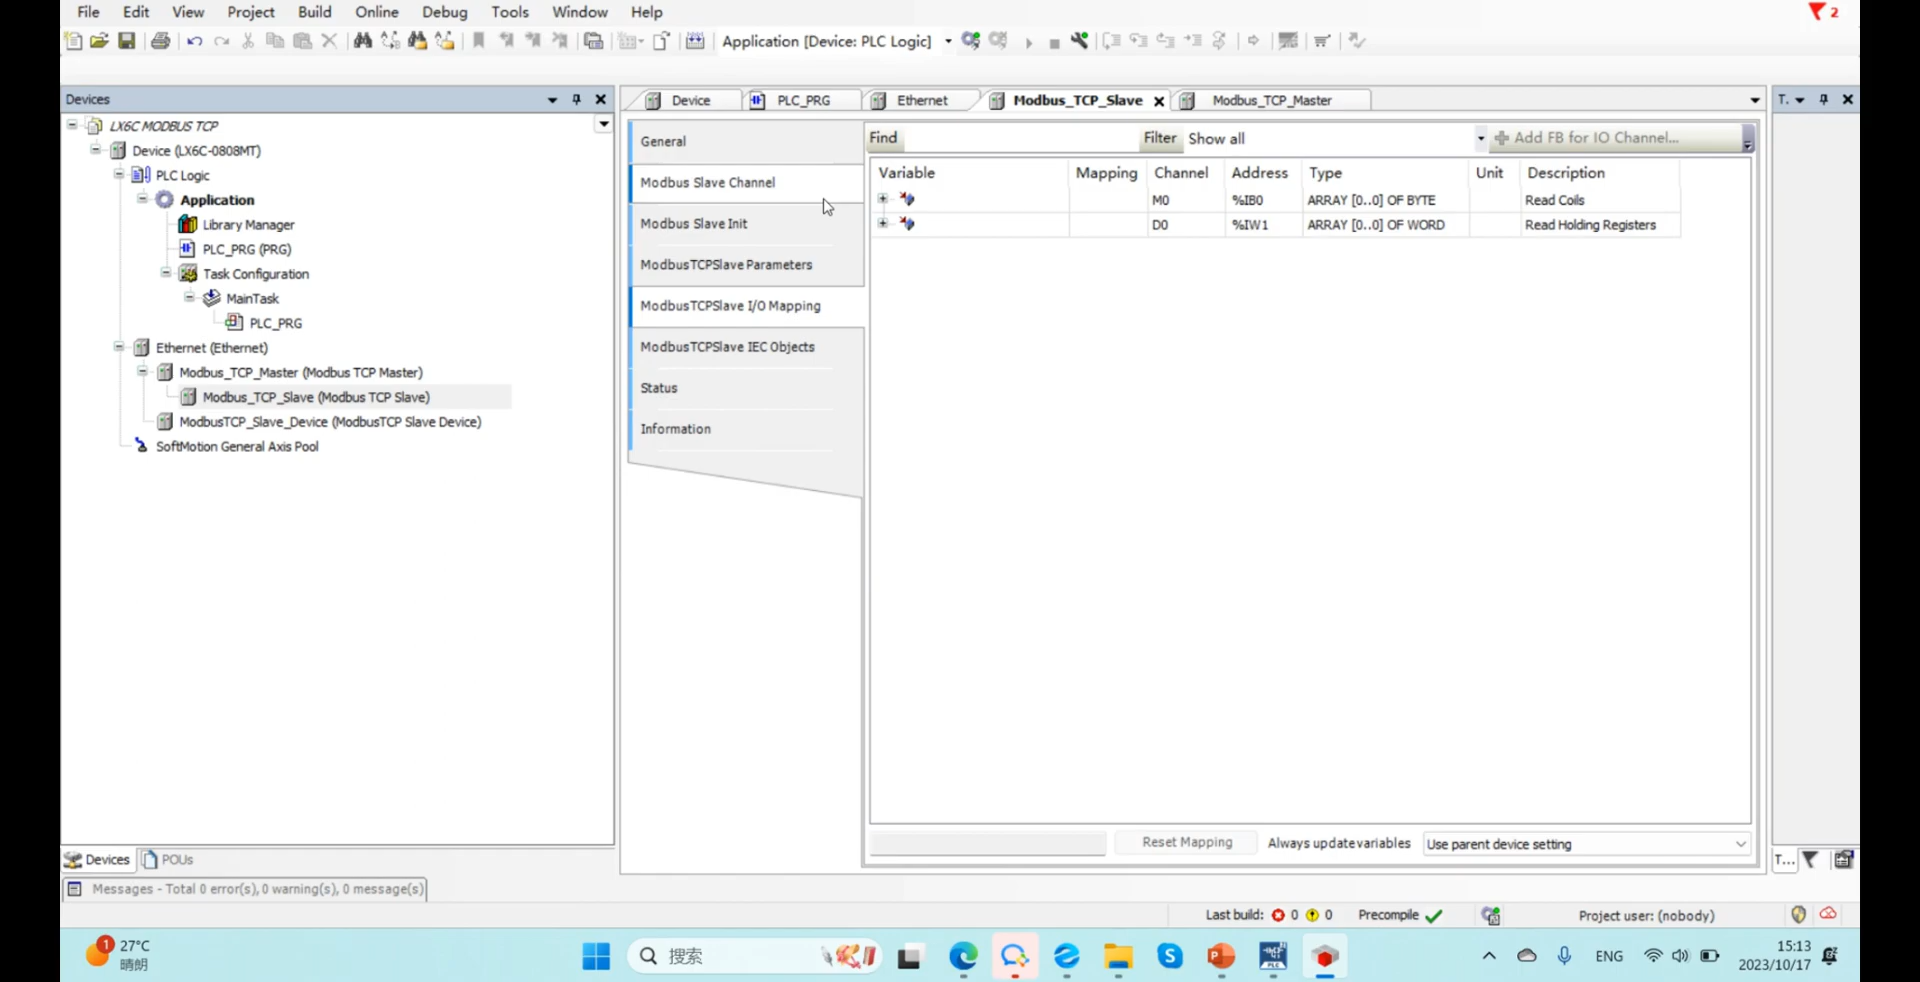 File Edit View Project Build Online Debug Tools Window Help
2
Application [Device: PLC Logic]
Devices
LX6C MODBUS TCP
Device (LX6C-0808MT)
PLC Logic
Application
Library Manager
PLC_PRG (PRG)
Task Configuration
MainTask
PLC_PRG
Ethernet (Ethernet)
Modbus_TCP_Master (Modbus TCP Master)
Modbus_TCP_Slave (Modbus TCP Slave)
ModbusTCP_Slave_Device (ModbusTCP Slave Device)
SoftMotion General Axis Pool
Devices POUs
Device PLC_PRG Ethernet Modbus_TCP_Slave Modbus_TCP_Master
General
Modbus Slave Channel
Modbus Slave Init
ModbusTCPSlave Parameters
ModbusTCPSlave I/O Mapping
ModbusTCPSlave IEC Objects
Status
Information
Find Filter Show all Add FB for IO Channel...
Variable Mapping Channel Address Type Unit Description
M0 %IB0 ARRAY [0..0] OF BYTE Read Coils
D0 %IW1 ARRAY [0..0] OF WORD Read Holding Registers
Reset Mapping Always update variables Use parent device setting
T.
T...
Messages - Total 0 error(s), 0 warning(s), 0 message(s)
Last build: 0 0 Precompile Project user: (nobody)
1 27°C
晴朗
搜索
ENG
15:13
2023/10/17